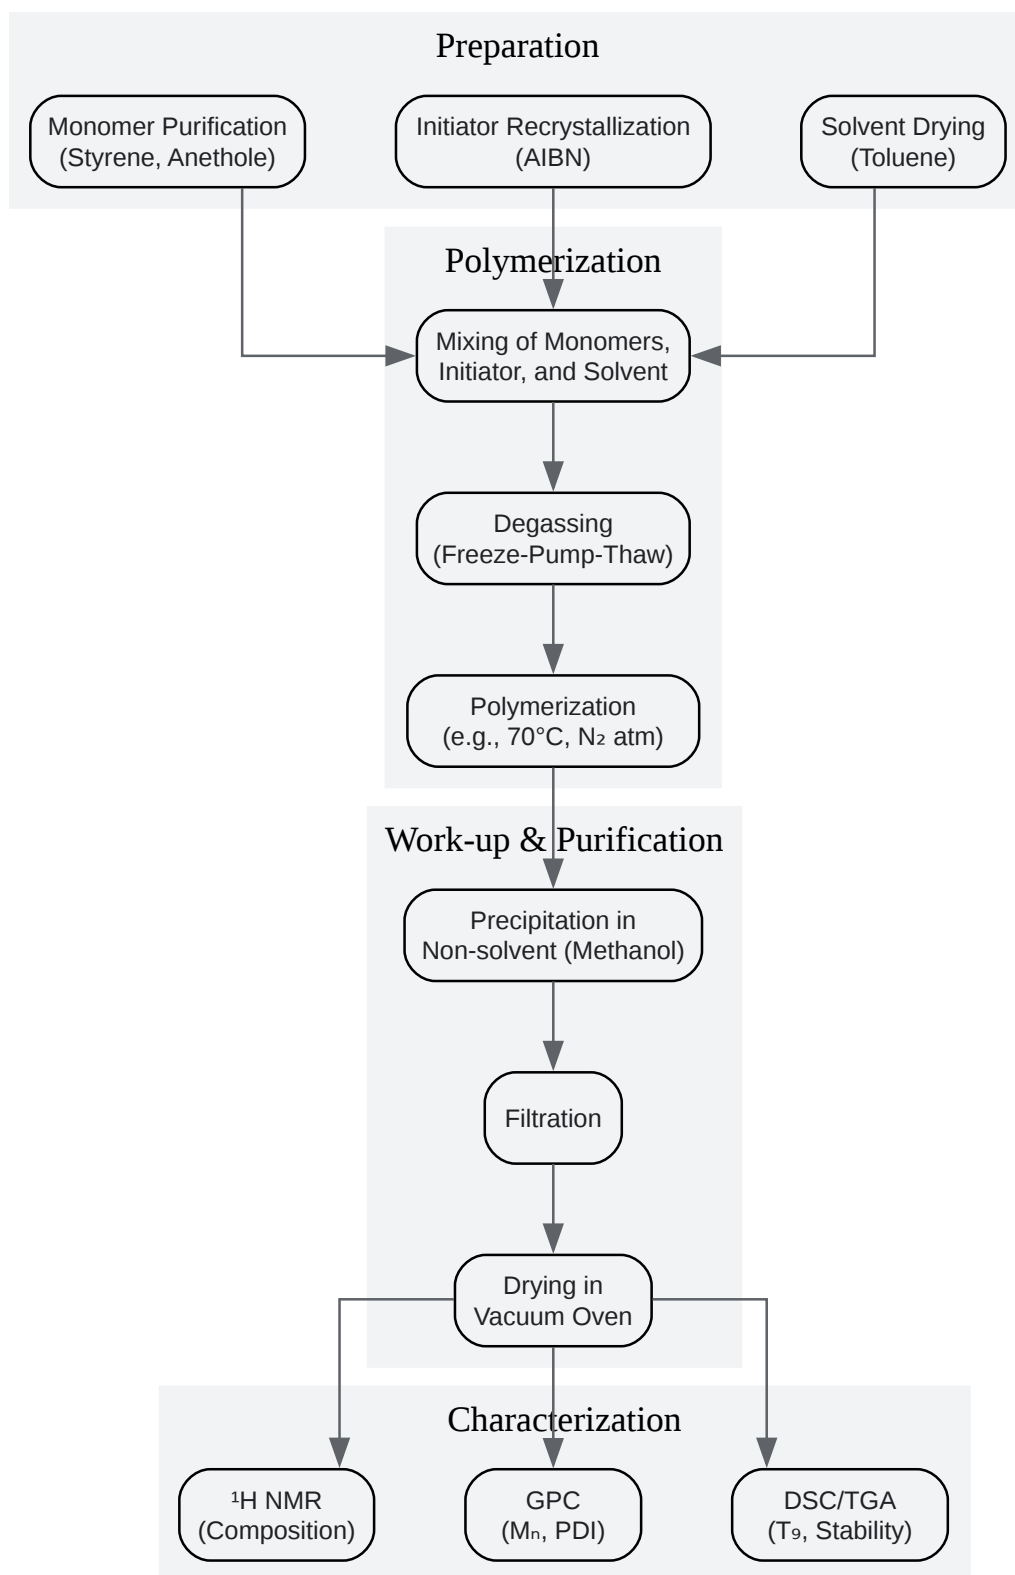 Preparation
Monomer Purification
(Styrene, Anethole)
Initiator Recrystallization
(AIBN)
Solvent Drying
(Toluene)
Polymerization
Mixing of Monomers,
Initiator, and Solvent
Degassing
(Freeze-Pump-Thaw)
Polymerization
(e.g., 70°C, N₂ atm)
Work-up & Purification
Precipitation in
Non-solvent (Methanol)
Filtration
Drying in
Vacuum Oven
Characterization
¹H NMR
(Composition)
GPC
(Mₙ, PDI)
DSC/TGA
(T₉, Stability)